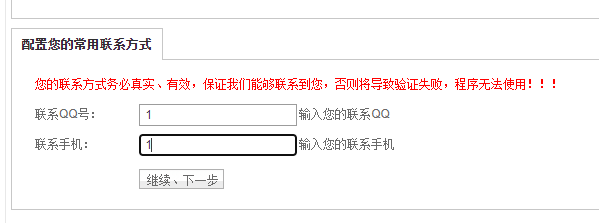 配置您的常用联系方式
您的联系方式务必真实、有效，保证我们能够联系到您，否则将导致验证失败，程序无法使用！！！
联系QQ号： 1 输入您的联系QQ
联系手机： 1 输入您的联系手机
继续、下一步